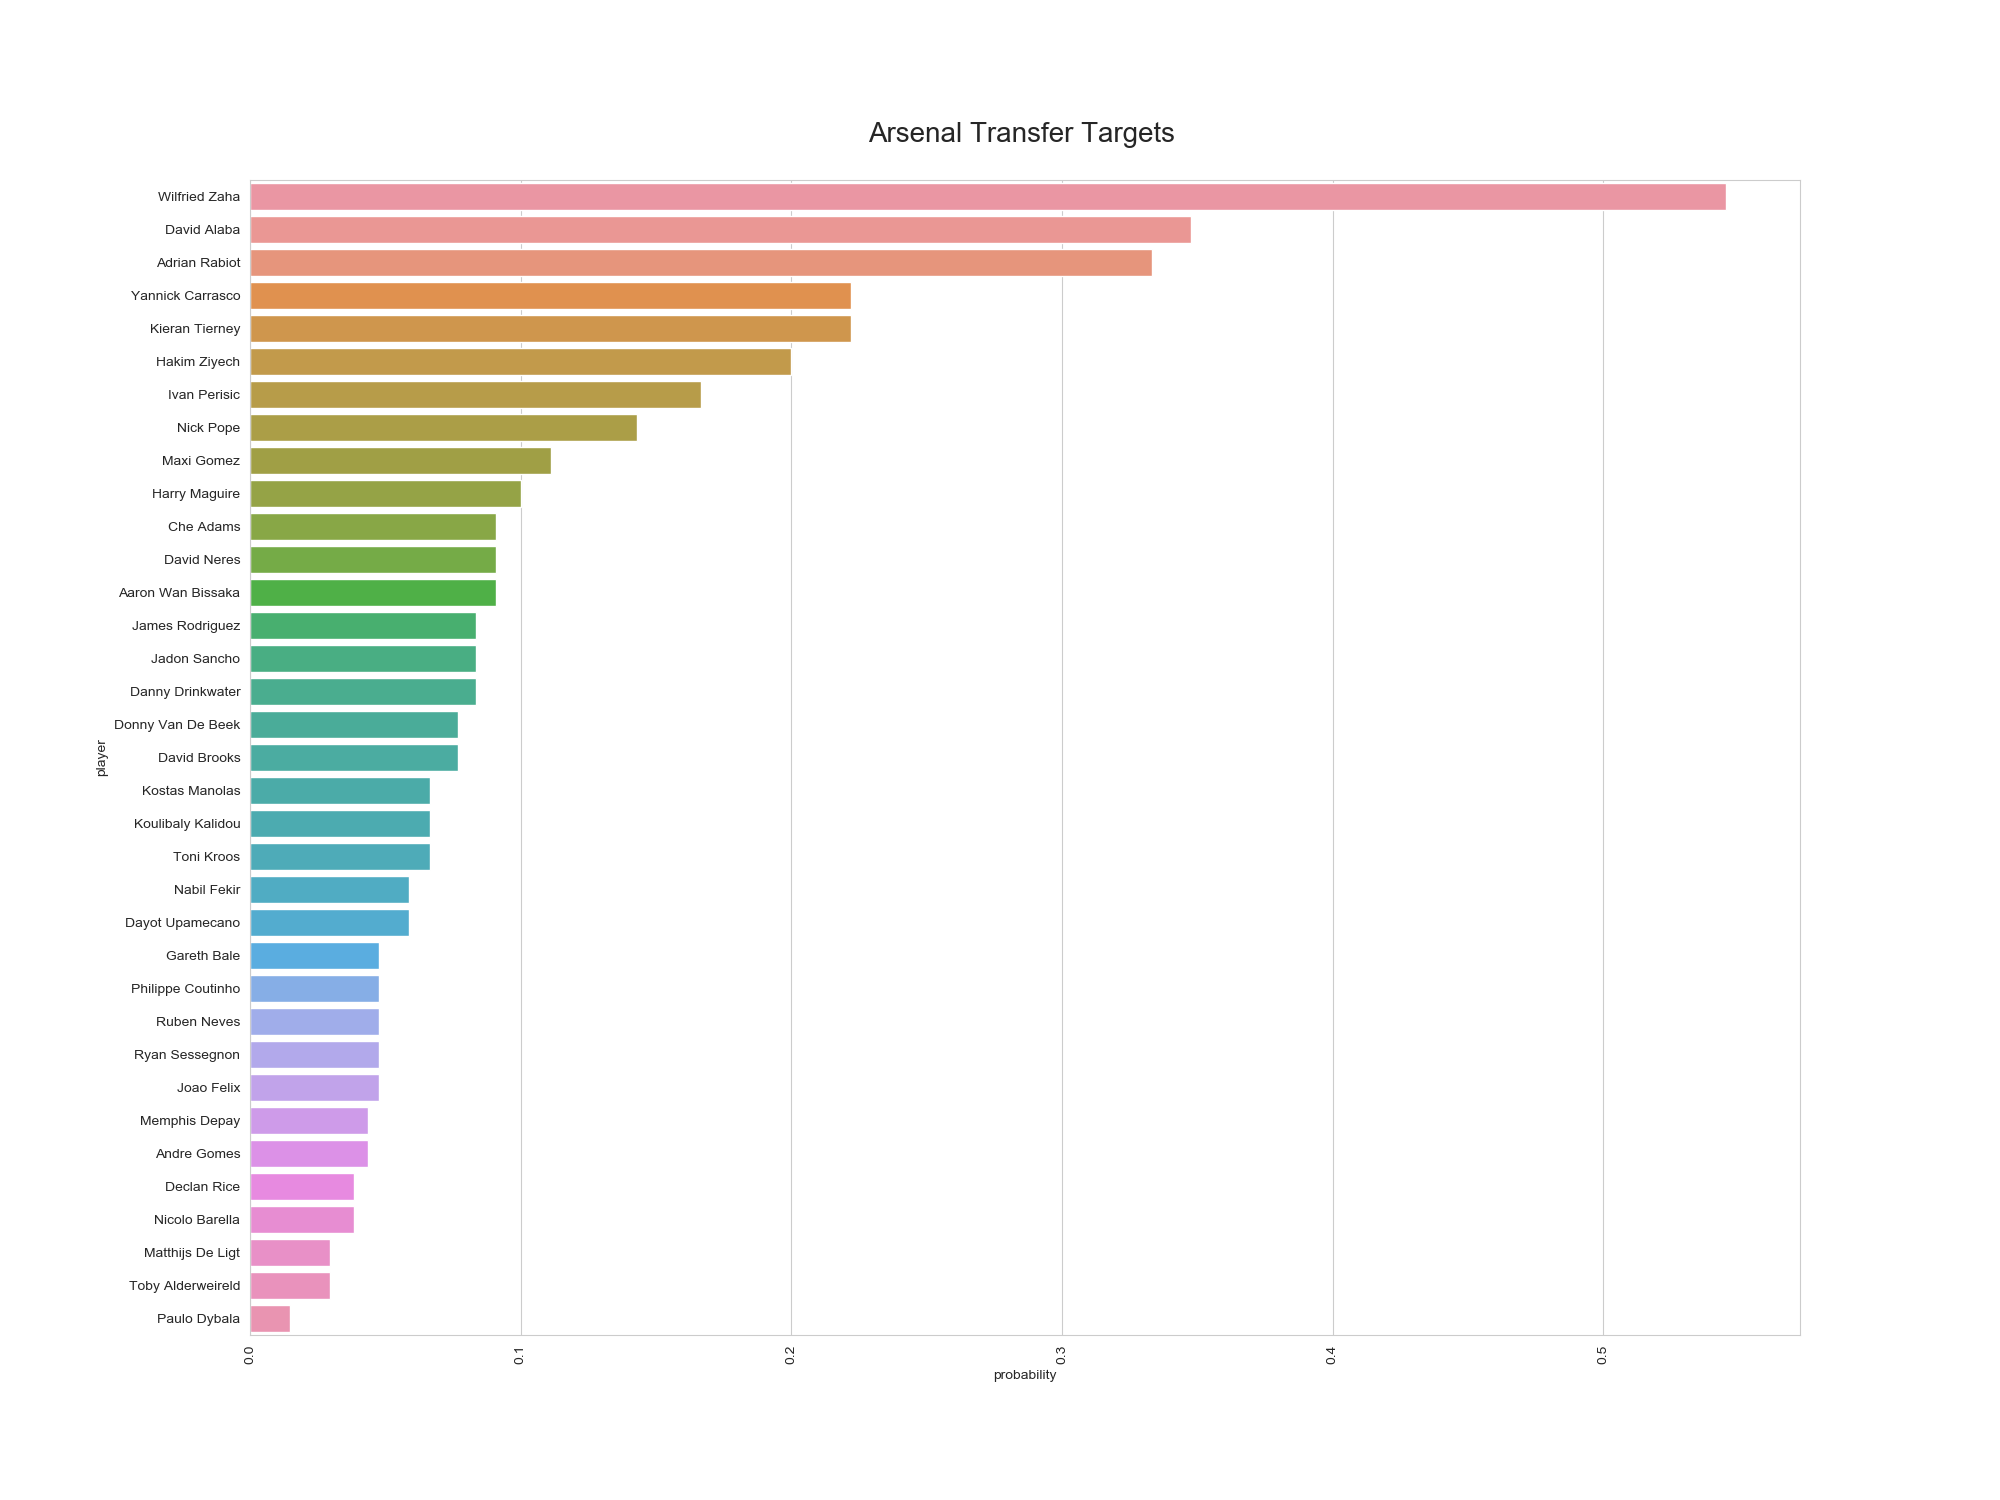 Arsenal Transfer Targets
Wilfried Zaha
David Alaba
Adrian Rabiot
Yannick Carrasco
Kieran Tierney
Hakim Ziyech
Ivan Perisic
Nick Pope
Maxi Gomez
Harry Maguire
Che Adams
David Neres
Aaron Wan Bissaka
James Rodriguez
Jadon Sancho
Danny Drinkwater
Donny Van De Beek
David Brooks
Kostas Manolas
Koulibaly Kalidou
Toni Kroos
Nabil Fekir
Dayot Upamecano
Gareth Bale
Philippe Coutinho
Ruben Neves
Ryan Sessegnon
Joao Felix
Memphis Depay
Andre Gomes
Declan Rice
Nicolo Barella
Matthijs De Ligt
Toby Alderweireld
Paulo Dybala
player
0.0 0.1 0.2 0.3 0.4 0.5
probability